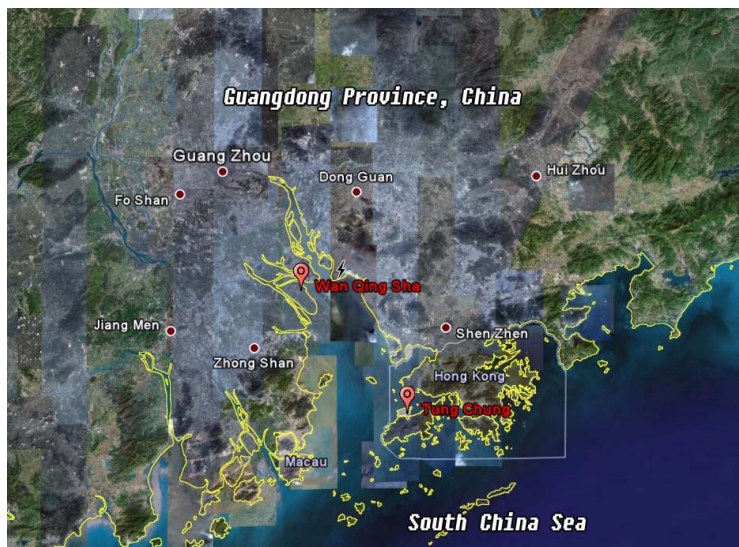 Guangdong Province, China
Guang Zhou
Dong Guan
Hui Zhou
Fo Shan
Wan Qing Sha
Jiang Men
Shen Zhen
Zhong Shan
Hong Kong
Tung Chung
Macau
South China Sea